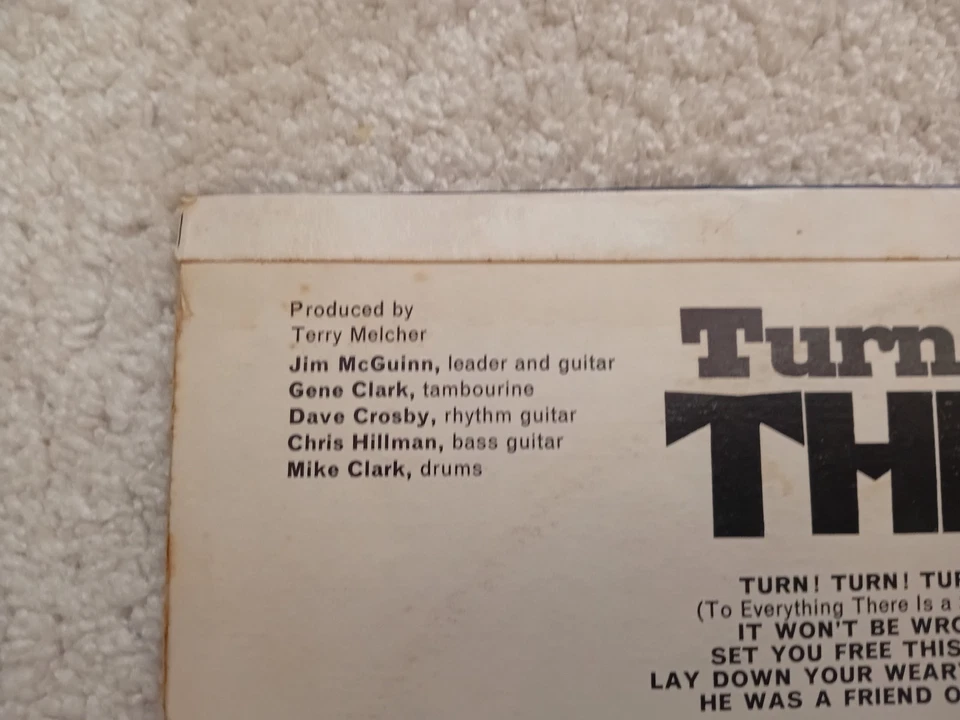 Produced by
Terry Melcher
Jim McGuinn, leader and guitar
Gene Clark, tambourine
Dave Crosby, rhythm guitar
Chris Hillman, bass guitar
Mike Clark, drums
Turn
TH
TURN! TURN!
(To Everything There Is a
IT WON'T BE
SET YOU FREE THIS
LAY DOWN YOUR
HE WAS A FRIEND